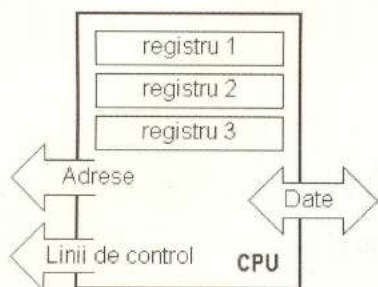 registru 1
registru 2
registru 3
Adrese
Date
Linii de control
CPU